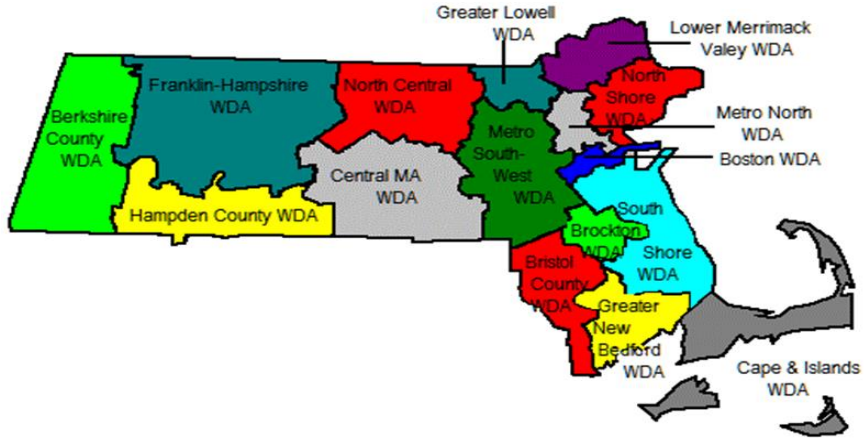 Greater Lowell
WDA
Lower Merrimack
Valey WDA
Franklin-Hampshire
WDA
North Central
WDA
North
Shore
WDA
Berkshire
County
WDA
Metro
South-
West
WDA
Metro North
WDA
Boston WDA
Central MA
WDA
Hampden County WDA
South
Shore
WDA
Brockton
WDA
Bristol
County
WDA
Greater
New
Bedford
WDA
Cape & Islands
WDA